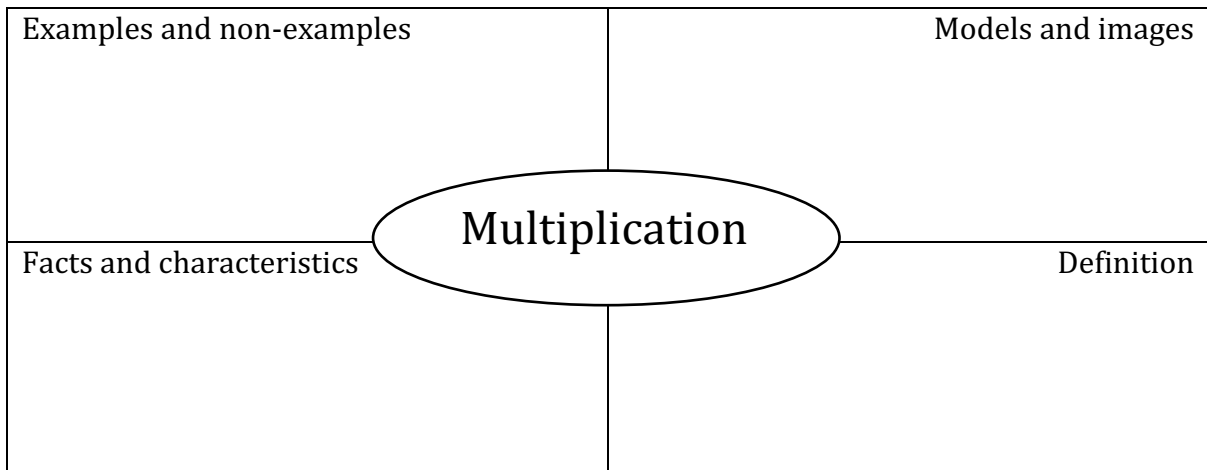 Examples and non-examples
Models and images
Multiplication
Facts and characteristics
Definition